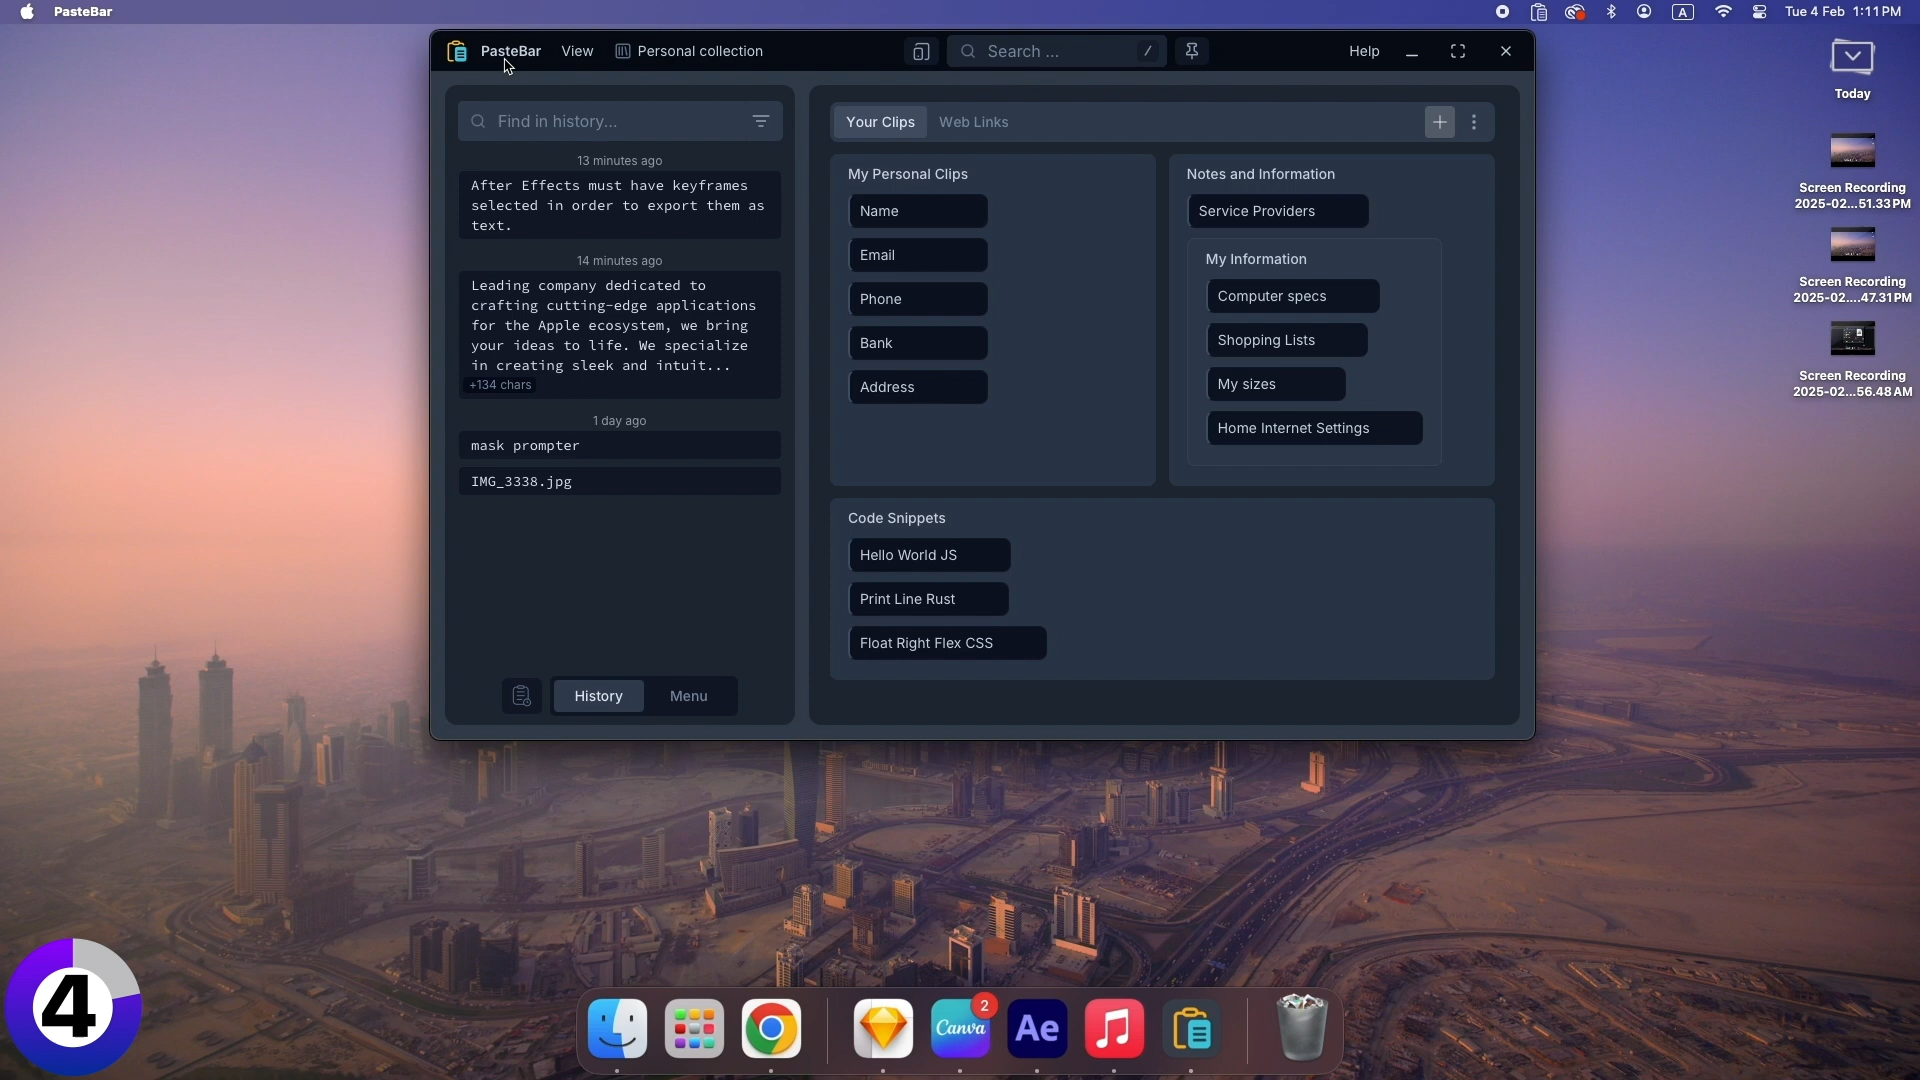 PasteBar
A
Tue 4 Feb 1:11 PM
PasteBar View Personal collection
Search ... /
Help
Today
Screen Recording
2025-02...51.33 PM
Screen Recording
2025-02....47.31 PM
Screen Recording
2025-02...56.48 AM
Find in history...
13 minutes ago
After Effects must have keyframes
selected in order to export them as
text.
14 minutes ago
Leading company dedicated to
crafting cutting-edge applications
for the Apple ecosystem, we bring
your ideas to life. We specialize
in creating sleek and intuit...
+134 chars
1 day ago
mask prompter
IMG_3338.jpg
History Menu
Your Clips Web Links
My Personal Clips
Name
Email
Phone
Bank
Address
Notes and Information
Service Providers
My Information
Computer specs
Shopping Lists
My sizes
Home Internet Settings
Code Snippets
Hello World JS
Print Line Rust
Float Right Flex CSS
4
Canva
2
Ae